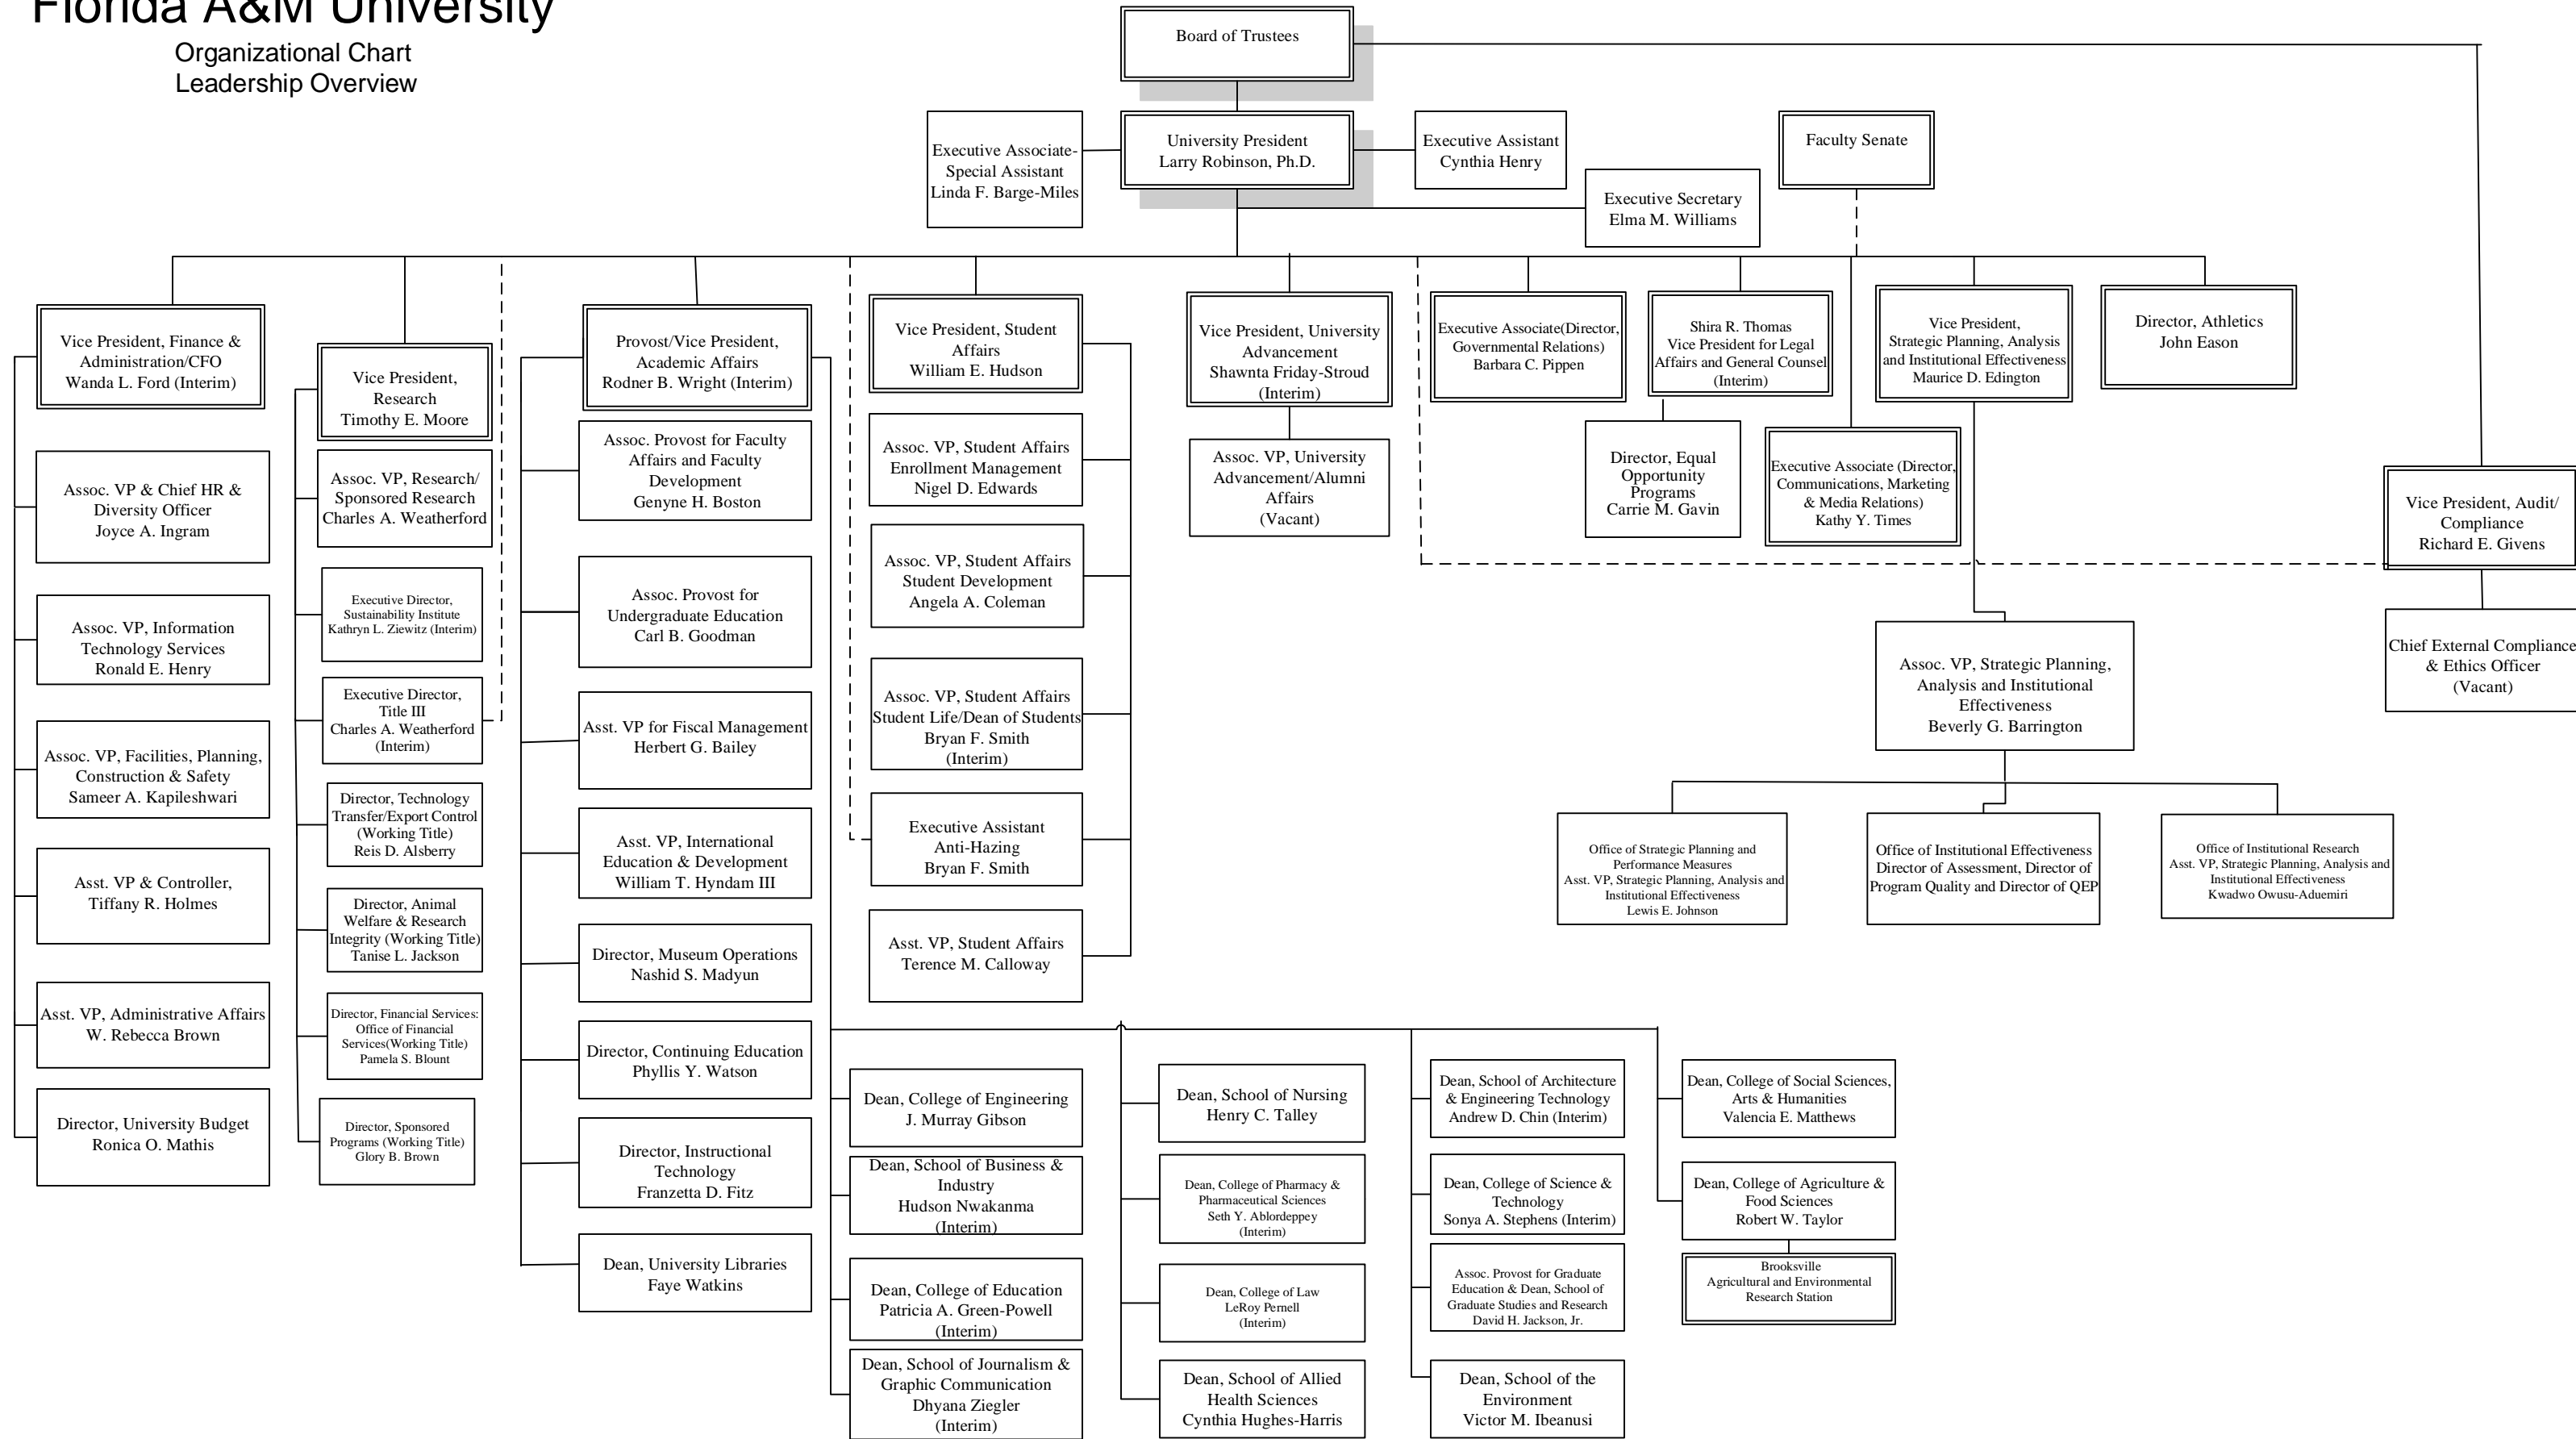 Florida A&M University
Organizational Chart
Leadership Overview
Board of Trustees
Executive Associate-
Special Assistant
Linda F. Barge-Miles
University President
Larry Robinson, Ph.D.
Executive Assistant
Cynthia Henry
Executive Secretary
Elma M. Williams
Faculty Senate
Vice President, Finance &
Administration/CFO
Wanda L. Ford (Interim)
Assoc. VP & Chief HR &
Diversity Officer
Joyce A. Ingram
Assoc. VP, Information
Technology Services
Ronald E. Henry
Assoc. VP, Facilities, Planning,
Construction & Safety
Sameer A. Kapileshwari
Asst. VP & Controller,
Tiffany R. Holmes
Asst. VP, Administrative Affairs
W. Rebecca Brown
Director, University Budget
Ronica O. Mathis
Vice President,
Research
Timothy E. Moore
Assoc. VP, Research/
Sponsored Research
Charles A. Weatherford
Executive Director,
Sustainability Institute
Kathryn L. Ziewitz (Interim)
Executive Director,
Title III
Charles A. Weatherford
(Interim)
Director, Technology
Transfer/Export Control
(Working Title)
Reis D. Alsberry
Director, Animal
Welfare & Research
Integrity (Working Title)
Tanise L. Jackson
Director, Financial Services:
Office of Financial
Services(Working Title)
Pamela S. Blount
Director, Sponsored
Programs (Working Title)
Glory B. Brown
Provost/Vice President,
Academic Affairs
Rodner B. Wright (Interim)
Assoc. Provost for Faculty
Affairs and Faculty
Development
Genyne H. Boston
Assoc. Provost for
Undergraduate Education
Carl B. Goodman
Asst. VP for Fiscal Management
Herbert G. Bailey
Asst. VP, International
Education & Development
William T. Hyndam III
Director, Museum Operations
Nashid S. Madyun
Director, Continuing Education
Phyllis Y. Watson
Director, Instructional
Technology
Franzetta D. Fitz
Dean, University Libraries
Faye Watkins
Vice President, Student
Affairs
William E. Hudson
Assoc. VP, Student Affairs
Enrollment Management
Nigel D. Edwards
Assoc. VP, Student Affairs
Student Development
Angela A. Coleman
Assoc. VP, Student Affairs
Student Life/Dean of Students
Bryan F. Smith
(Interim)
Executive Assistant
Anti-Hazing
Bryan F. Smith
Asst. VP, Student Affairs
Terence M. Calloway
Vice President, University
Advancement
Shawnta Friday-Stroud
(Interim)
Assoc. VP, University
Advancement/Alumni
Affairs
(Vacant)
Executive Associate(Director,
Governmental Relations)
Barbara C. Pippen
Shira R. Thomas
Vice President for Legal
Affairs and General Counsel
(Interim)
Director, Equal
Opportunity
Programs
Carrie M. Gavin
Executive Associate (Director,
Communications, Marketing
& Media Relations)
Kathy Y. Times
Vice President,
Strategic Planning, Analysis
and Institutional Effectiveness
Maurice D. Edington
Director, Athletics
John Eason
Vice President, Audit/
Compliance
Richard E. Givens
Chief External Compliance
& Ethics Officer
(Vacant)
Assoc. VP, Strategic Planning,
Analysis and Institutional
Effectiveness
Beverly G. Barrington
Office of Strategic Planning and
Performance Measures
Asst. VP, Strategic Planning, Analysis and
Institutional Effectiveness
Lewis E. Johnson
Office of Institutional Effectiveness
Director of Assessment, Director of
Program Quality and Director of QEP
Office of Institutional Research
Asst. VP, Strategic Planning, Analysis and
Institutional Effectiveness
Kwadwo Owusu-Aduemiri
Dean, College of Engineering
J. Murray Gibson
Dean, School of Business &
Industry
Hudson Nwakanma
(Interim)
Dean, College of Education
Patricia A. Green-Powell
(Interim)
Dean, School of Journalism &
Graphic Communication
Dhyana Ziegler
(Interim)
Dean, School of Nursing
Henry C. Talley
Dean, College of Pharmacy &
Pharmaceutical Sciences
Seth Y. Ablordeppey
(Interim)
Dean, College of Law
LeRoy Pernell
(Interim)
Dean, School of Allied
Health Sciences
Cynthia Hughes-Harris
Dean, School of Architecture
& Engineering Technology
Andrew D. Chin (Interim)
Dean, College of Science &
Technology
Sonya A. Stephens (Interim)
Assoc. Provost for Graduate
Education & Dean, School of
Graduate Studies and Research
David H. Jackson, Jr.
Dean, School of the
Environment
Victor M. Ibeanusi
Dean, College of Social Sciences,
Arts & Humanities
Valencia E. Matthews
Dean, College of Agriculture &
Food Sciences
Robert W. Taylor
Brooksville
Agricultural and Environmental
Research Station